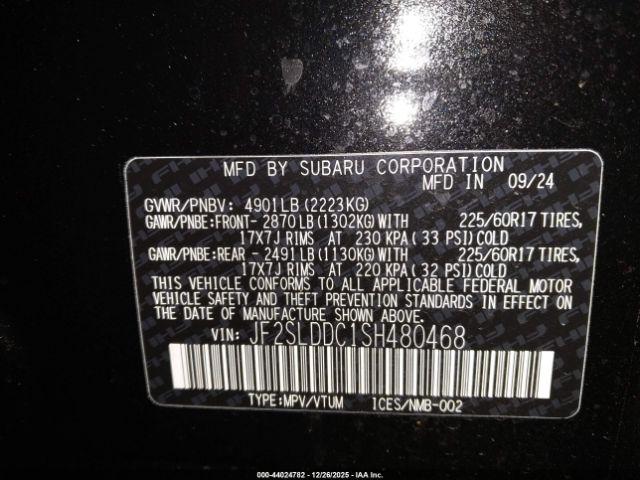 MFD BY SUBARU CORPORATION
MFD IN 09/24
GVWR/PNBV: 4901LB (2223KG)
GAWR/PNBE:FRONT- 2870LB (1302KG)WITH 225/60R17 TIRES,
17X7J RIMS AT 230 KPA (33 PSI)COLD
GAWR/PNBE:REAR - 2491LB (1130KG)WITH 225/60R17 TIRES,
17X7J RIMS AT 220 KPA (32 PSI)COLD
THIS VEHICLE CONFORMS TO ALL APPLICABLE FEDERAL MOTOR
VEHICLE SAFETY AND THEFT PREVENTION STANDARDS IN EFFECT ON
THE DATE OF MANUFACTURE SHOWN ABOVE.
VIN: JF2SLDDC1SH480468
TYPE:MPV/VTUM ICES/NMB-002
000-44024782 - 12/26/2025 - IAA Inc.